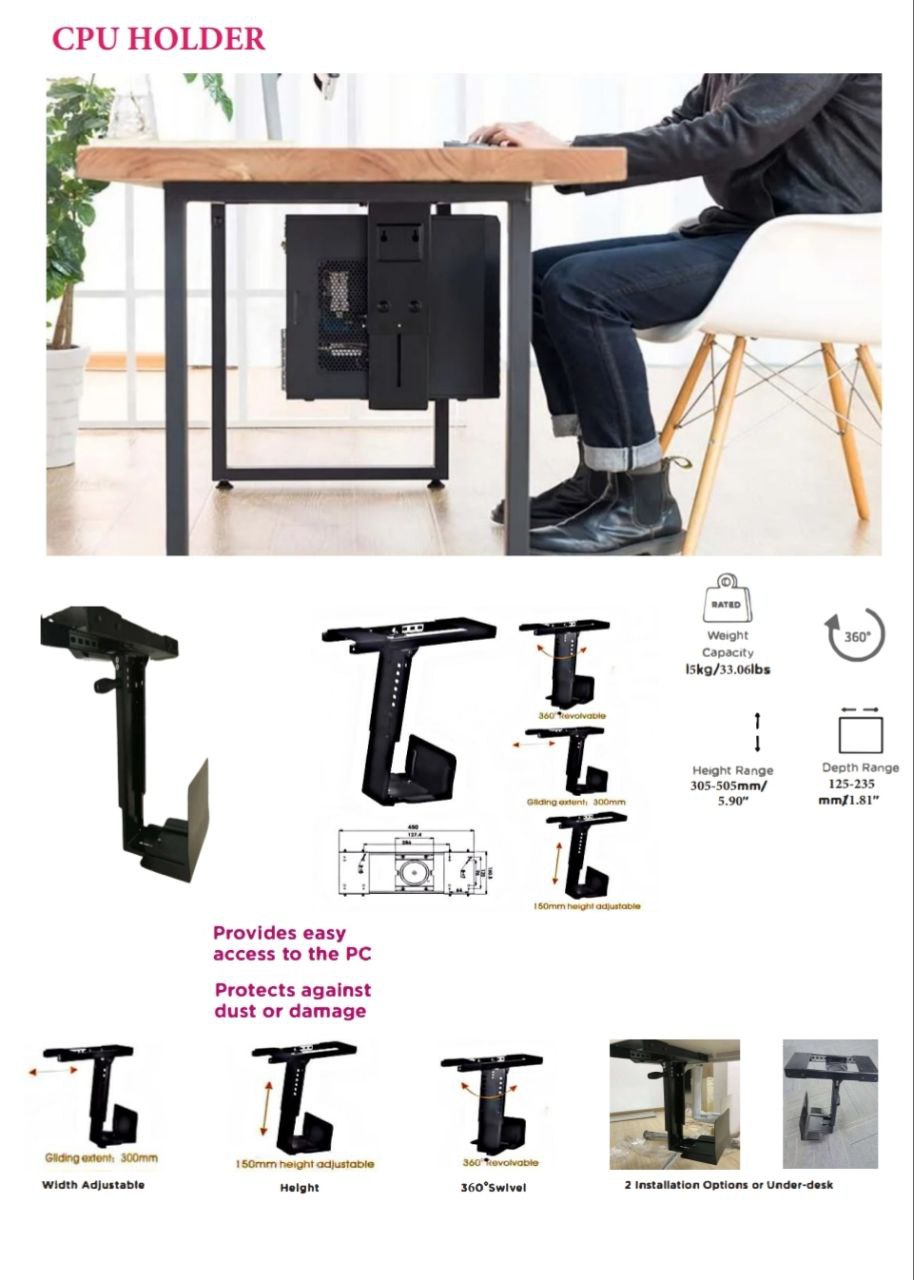 CPU HOLDER
RATED
Weight
Capacity
15kg/33.06lbs
360°
360° Revolvable
Gliding extent: 300mm
150mm height adjustable
Height Range
305-505mm/
5.90"
Depth Range
125-235
mm/1.81"
450
127.4
Provides easy
access to the PC
Protects against
dust or damage
Gliding extent: 300mm
Width Adjustable
150mm height adjustable
Height
360° Revolvable
360°Swivel
2 Installation Options or Under-desk